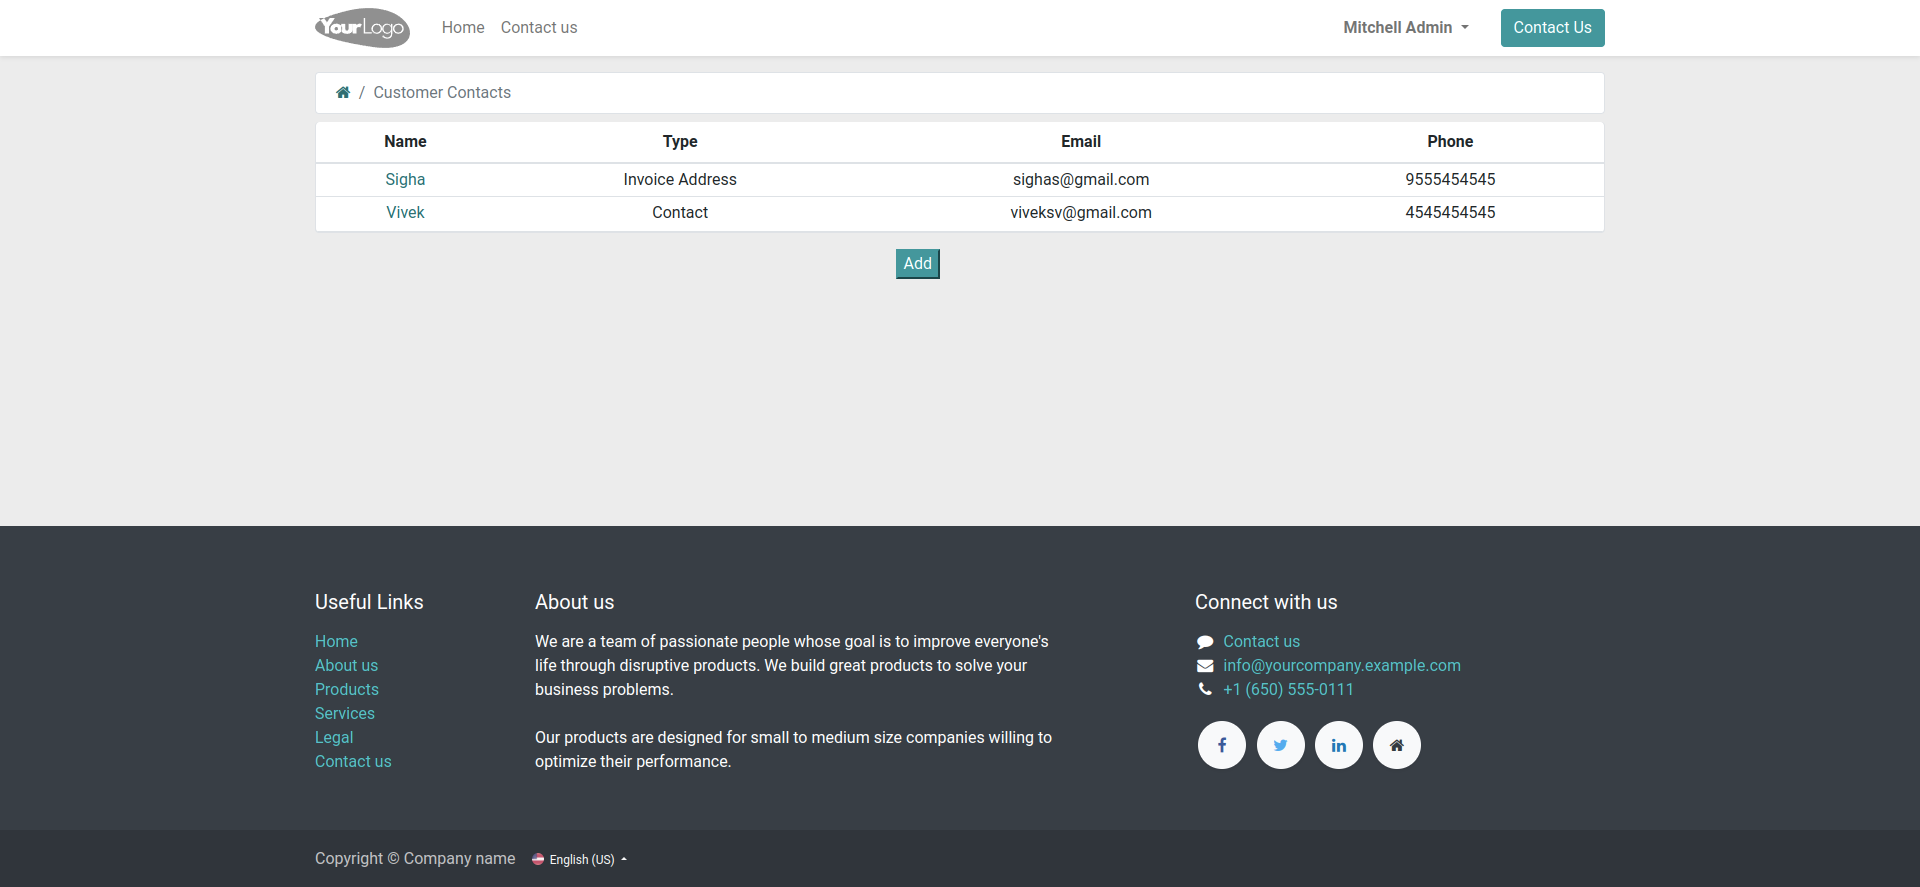 YourLogo Home Contact us Mitchell Admin Contact Us
/ Customer Contacts
Name Type Email Phone
Sigha Invoice Address sighas@gmail.com 9555454545
Vivek Contact viveksv@gmail.com 4545454545
Add
Useful Links
Home
About us
Products
Services
Legal
Contact us
About us
We are a team of passionate people whose goal is to improve everyone's
life through disruptive products. We build great products to solve your
business problems.
Our products are designed for small to medium size companies willing to
optimize their performance.
Connect with us
Contact us
info@yourcompany.example.com
+1 (650) 555-0111
Copyright © Company name English (US)